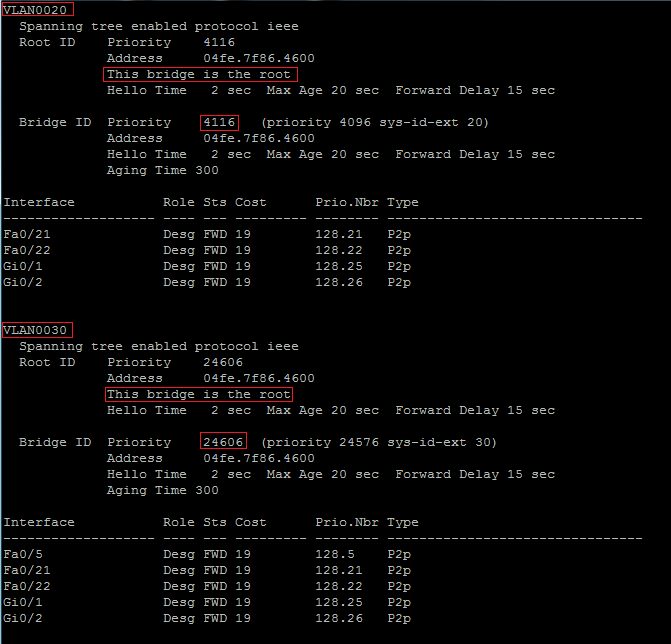 VLAN0020
  Spanning tree enabled protocol ieee
  Root ID    Priority    4116
             Address     04fe.7f86.4600
             This bridge is the root
             Hello Time   2 sec  Max Age 20 sec  Forward Delay 15 sec
  Bridge ID  Priority    4116   (priority 4096 sys-id-ext 20)
             Address     04fe.7f86.4600
             Hello Time   2 sec  Max Age 20 sec  Forward Delay 15 sec
             Aging Time 300
Interface           Role Sts Cost      Prio.Nbr Type
------------------- ---- --- --------- -------- --------------------------------
Fa0/21              Desg FWD 19        128.21   P2p
Fa0/22              Desg FWD 19        128.22   P2p
Gi0/1               Desg FWD 19        128.25   P2p
Gi0/2               Desg FWD 19        128.26   P2p
VLAN0030
  Spanning tree enabled protocol ieee
  Root ID    Priority    24606
             Address     04fe.7f86.4600
             This bridge is the root
             Hello Time   2 sec  Max Age 20 sec  Forward Delay 15 sec
  Bridge ID  Priority    24606  (priority 24576 sys-id-ext 30)
             Address     04fe.7f86.4600
             Hello Time   2 sec  Max Age 20 sec  Forward Delay 15 sec
             Aging Time 300
Interface           Role Sts Cost      Prio.Nbr Type
------------------- ---- --- --------- -------- --------------------------------
Fa0/5               Desg FWD 19        128.5    P2p
Fa0/21              Desg FWD 19        128.21   P2p
Fa0/22              Desg FWD 19        128.22   P2p
Gi0/1               Desg FWD 19        128.25   P2p
Gi0/2               Desg FWD 19        128.26   P2p